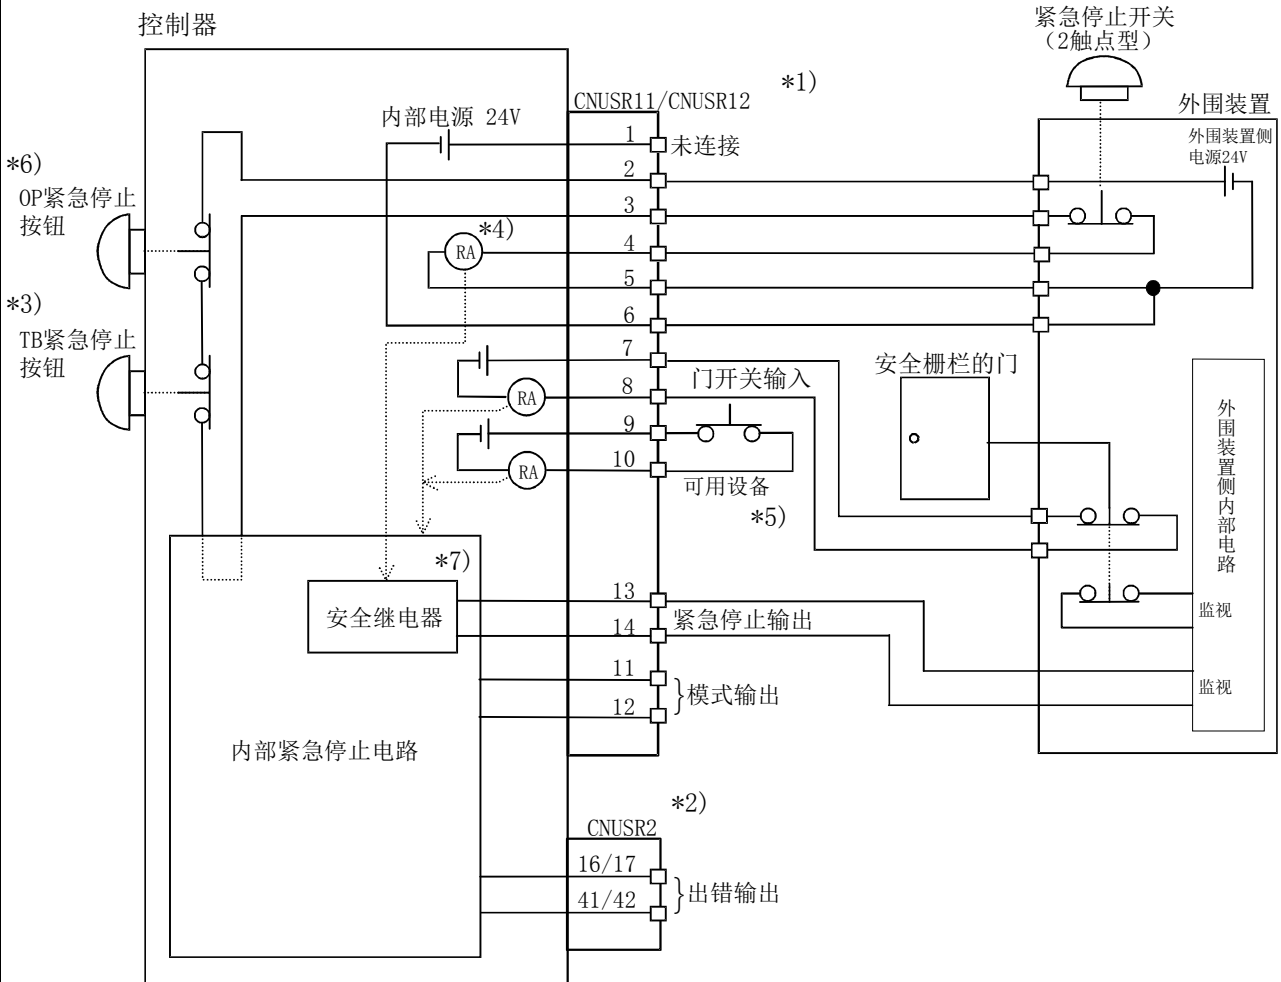 控制器
紧急停止开关
（2触点型）
*1)
CNUSR11/CNUSR12
外围装置
内部电源 24V
1
未连接
外围装置侧
电源24V
*6)
OP紧急停止
按钮
2
3
*4)
RA
4
5
*3)
6
TB紧急停止
按钮
7
门开关输入
安全栅栏的门
8
RA
9
10
RA
可用设备
*5)
外围装置侧内部电路
*7)
安全继电器
13
紧急停止输出
14
监视
11
模式输出
12
监视
内部紧急停止电路
*2)
CNUSR2
16/17
出错输出
41/42